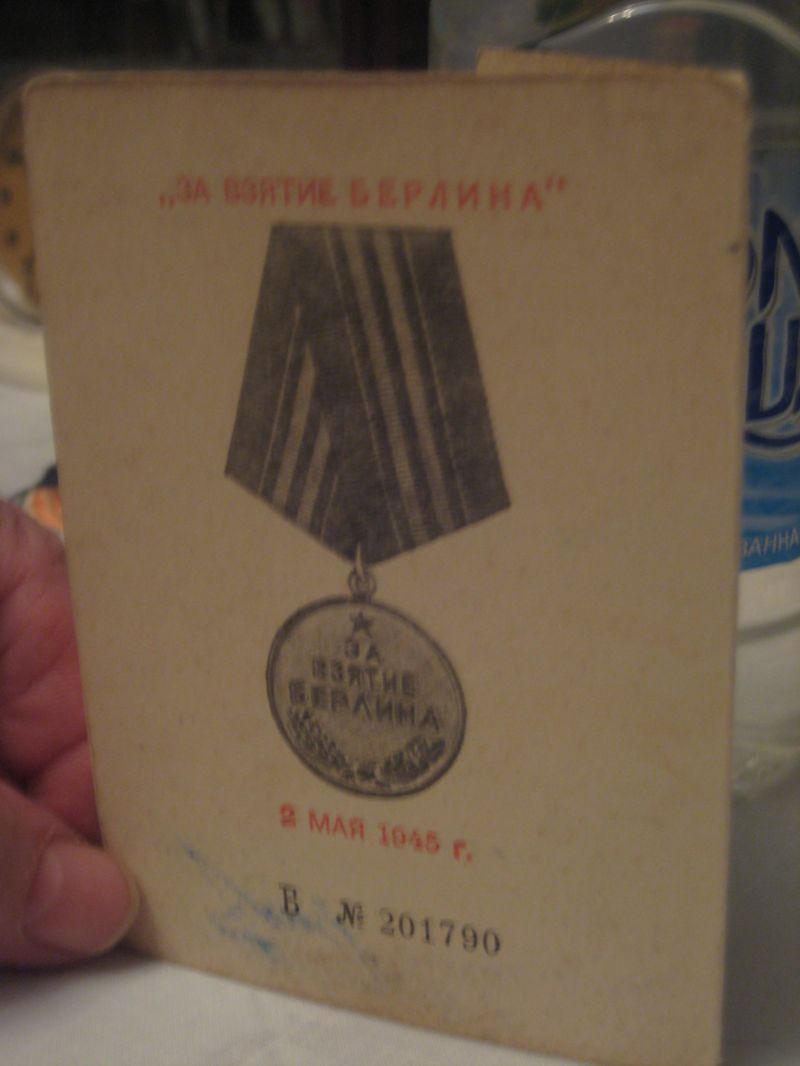 „ЗА ВЗЯТИЕ БЕРЛИНА"
ЗА
ВЗЯТИЕ
БЕРЛИНА
2 МАЯ 1945 г.
Б № 201790